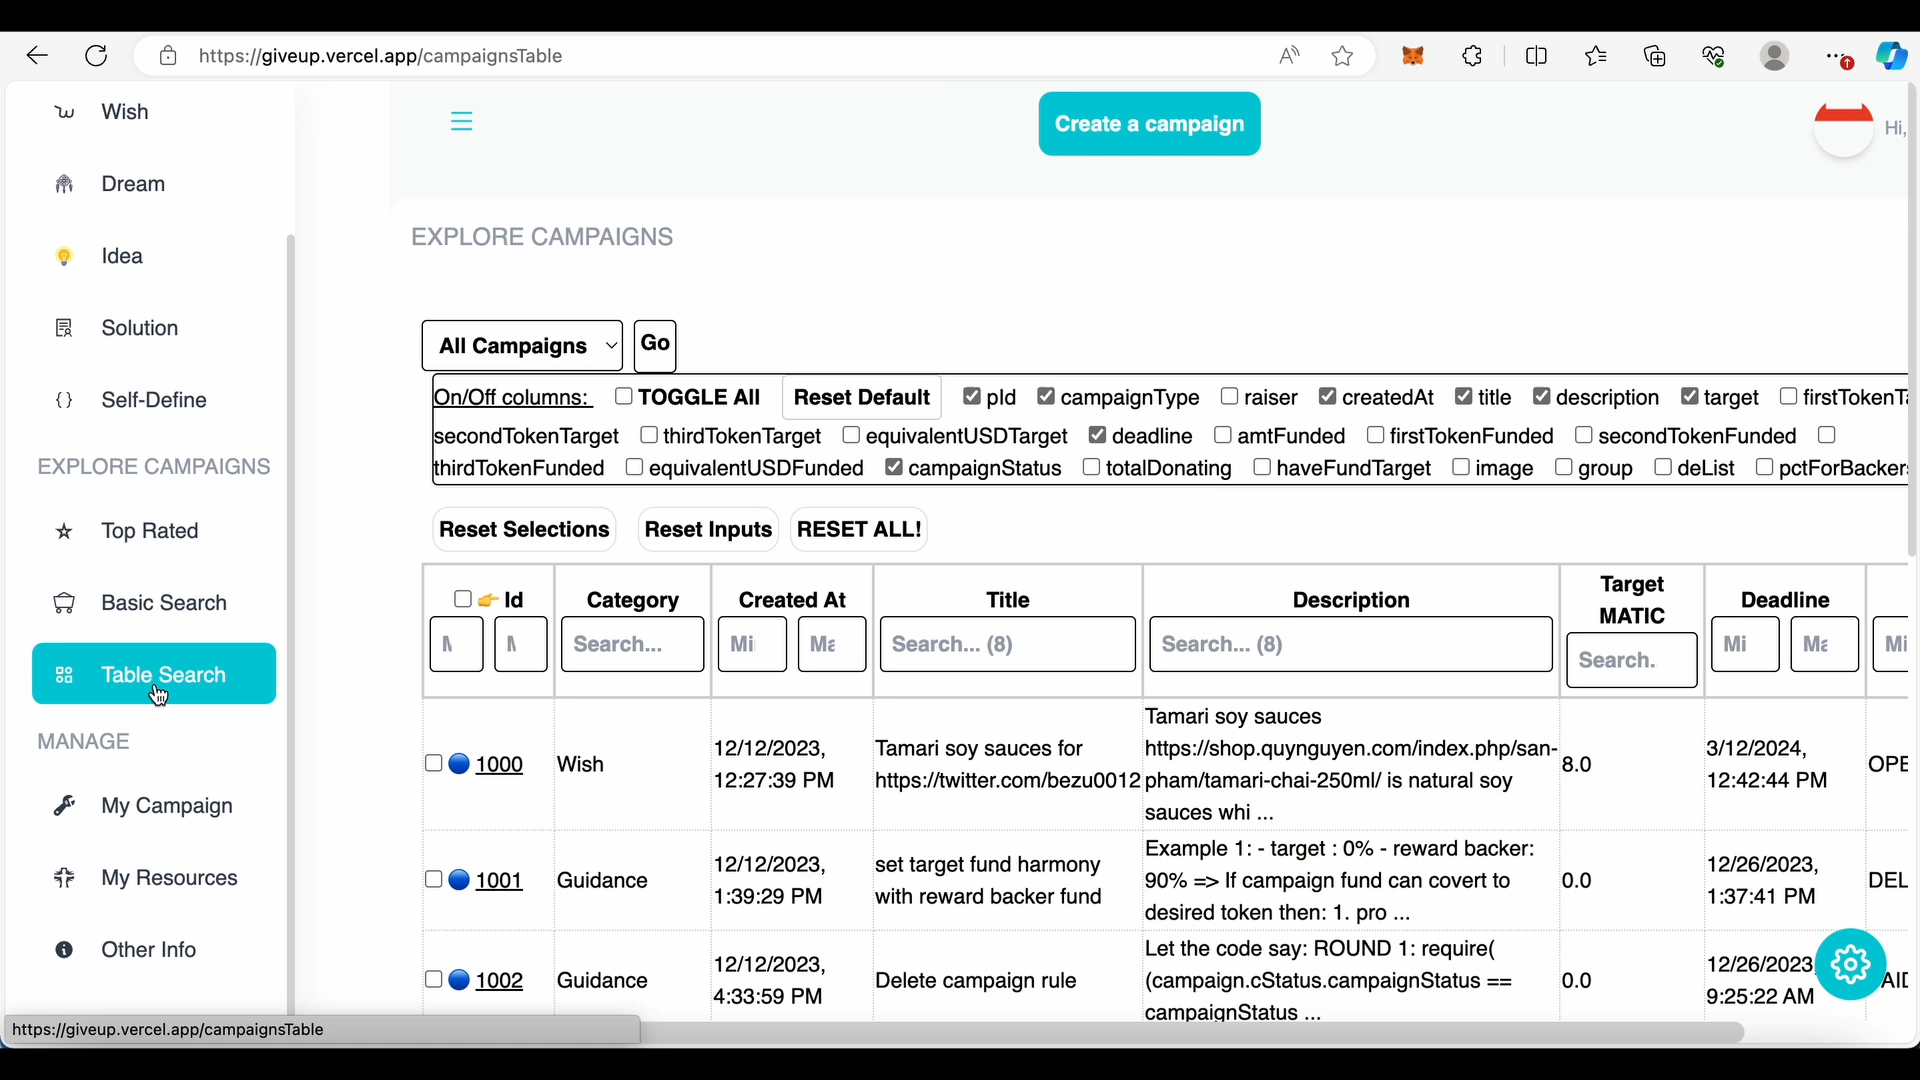 https://giveup.vercel.app/campaignsTable
Wish
Dream
Idea
Solution
Self-Define
EXPLORE CAMPAIGNS
Top Rated
Basic Search
Table Search
MANAGE
My Campaign
My Resources
Other Info
https://giveup.vercel.app/campaignsTable
Create a campaign
Hi,
EXPLORE CAMPAIGNS
All Campaigns Go
On/Off columns: TOGGLE All Reset Default pId campaignType raiser createdAt title description target firstTokenTa
secondTokenTarget thirdTokenTarget equivalentUSDTarget deadline amtFunded firstTokenFunded secondTokenFunded
thirdTokenFunded equivalentUSDFunded campaignStatus totalDonating haveFundTarget image group deList pctForBackers
Reset Selections Reset Inputs RESET ALL!
👉 Id Category Created At Title Description Target MATIC Deadline
Search... Mi Ma Search... (8) Search... (8) Search. Mi Ma Mi
1000 Wish 12/12/2023, 12:27:39 PM Tamari soy sauces for https://twitter.com/bezu0012 Tamari soy sauces https://shop.quynguyen.com/index.php/san-pham/tamari-chai-250ml/ is natural soy sauces whi ... 8.0 3/12/2024, 12:42:44 PM OPE
1001 Guidance 12/12/2023, 1:39:29 PM set target fund harmony with reward backer fund Example 1: - target : 0% - reward backer: 90% => If campaign fund can covert to desired token then: 1. pro ... 0.0 12/26/2023, 1:37:41 PM DEL
1002 Guidance 12/12/2023, 4:33:59 PM Delete campaign rule Let the code say: ROUND 1: require( (campaign.cStatus.campaignStatus == campaignStatus ... 0.0 12/26/2023 9:25:22 AM AID